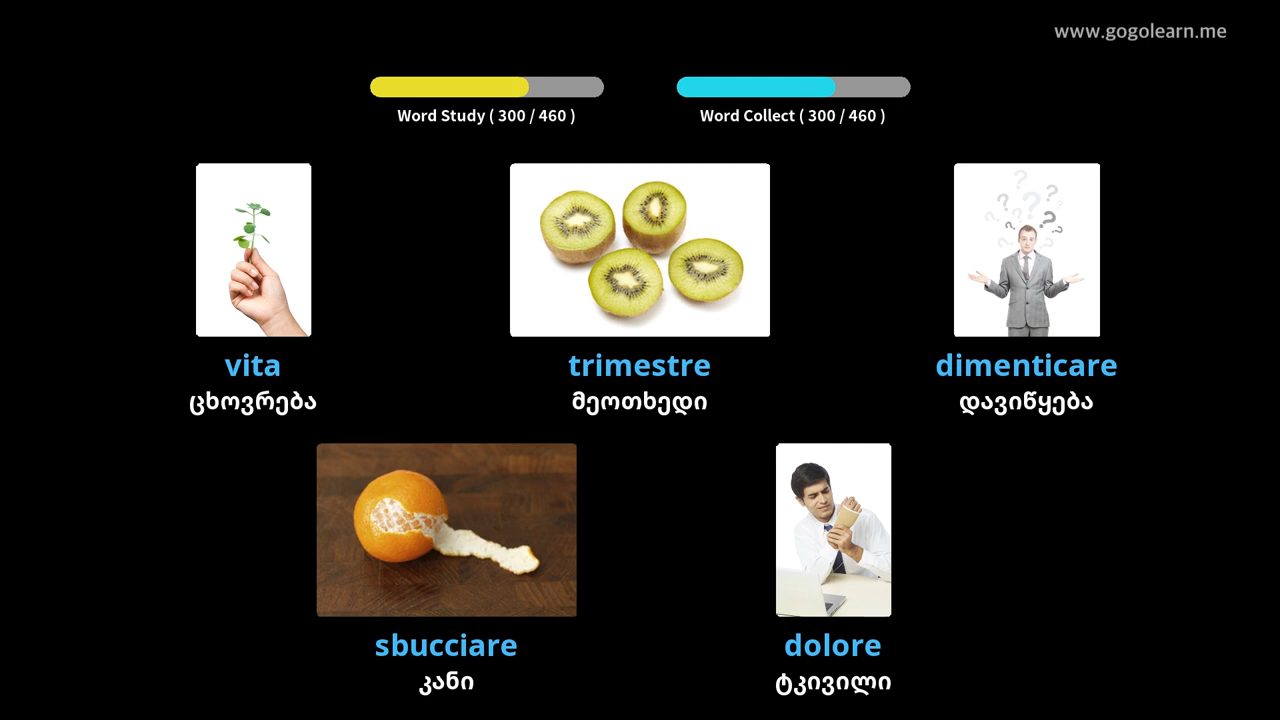 www.gogolearn.me
Word Study ( 300 / 460 )
Word Collect ( 300 / 460 )
vita
ცხოვრება
trimestre
მეოთხედი
dimenticare
დავიწყება
sbucciare
კანი
dolore
ტკივილი